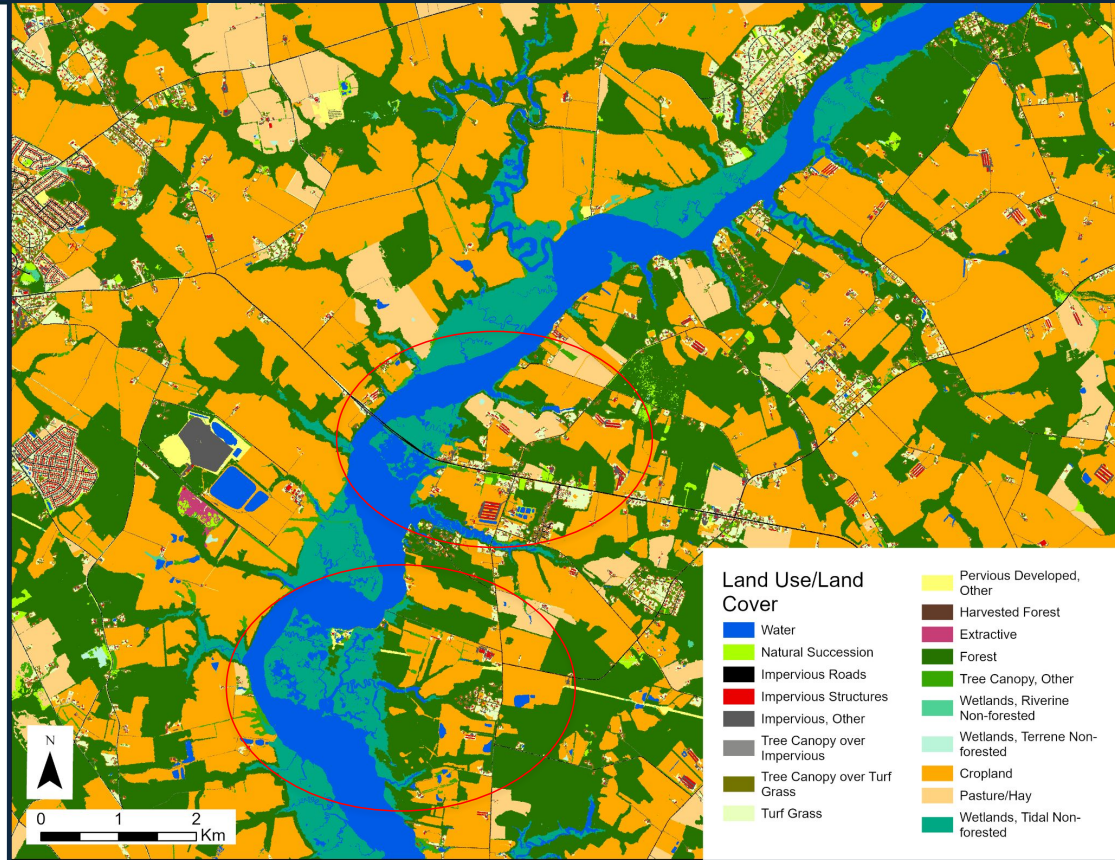 Land Use/Land
Cover
Water
Natural Succession
Impervious Roads
Impervious Structures
Impervious, Other
Tree Canopy over
Impervious
Tree Canopy over Turf
Grass
Turf Grass
Pervious Developed,
Other
Harvested Forest
Extractive
Forest
Tree Canopy, Other
Wetlands, Riverine
Non-forested
Wetlands, Terrene Non-
forested
Cropland
Pasture/Hay
Wetlands, Tidal Non-
forested
N
0 1 2
Km